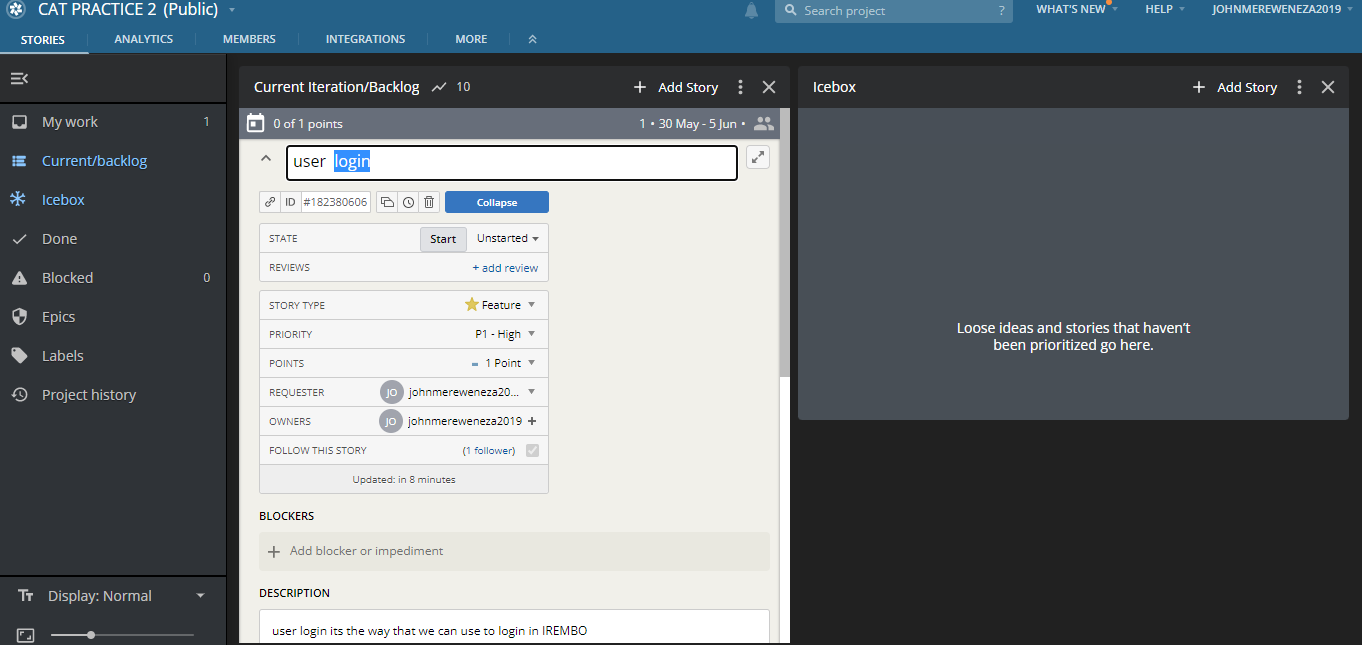 CAT PRACTICE 2 (Public)
Search project ?
WHAT'S NEW HELP JOHNMEREWENEZA2019
STORIES ANALYTICS MEMBERS INTEGRATIONS MORE
My work 1
Current/backlog
Icebox
Done
Blocked 0
Epics
Labels
Project history
Tт Display: Normal
Current Iteration/Backlog 10 + Add Story
0 of 1 points 1 • 30 May - 5 Jun •
user login
ID #182380606 Collapse
STATE Start Unstarted
REVIEWS + add review
STORY TYPE Feature
PRIORITY P1 - High
POINTS 1 Point
REQUESTER JO johnmereweneza20...
OWNERS JO johnmereweneza2019 +
FOLLOW THIS STORY (1 follower)
Updated: in 8 minutes
BLOCKERS
+ Add blocker or impediment
DESCRIPTION
user login its the way that we can use to login in IREMBO
Icebox + Add Story
Loose ideas and stories that haven't
been prioritized go here.